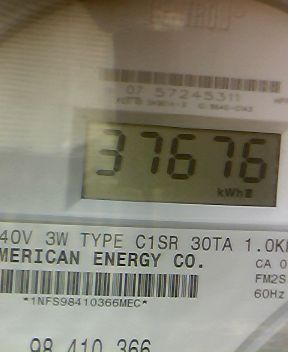 07 57245311
37676
kWh
40V 3W TYPE C1SR 30TA 1.0K
MERICAN ENERGY CO.
CA 0
FM2S
60Hz
*1NFS98410366MEC*
98 410 366